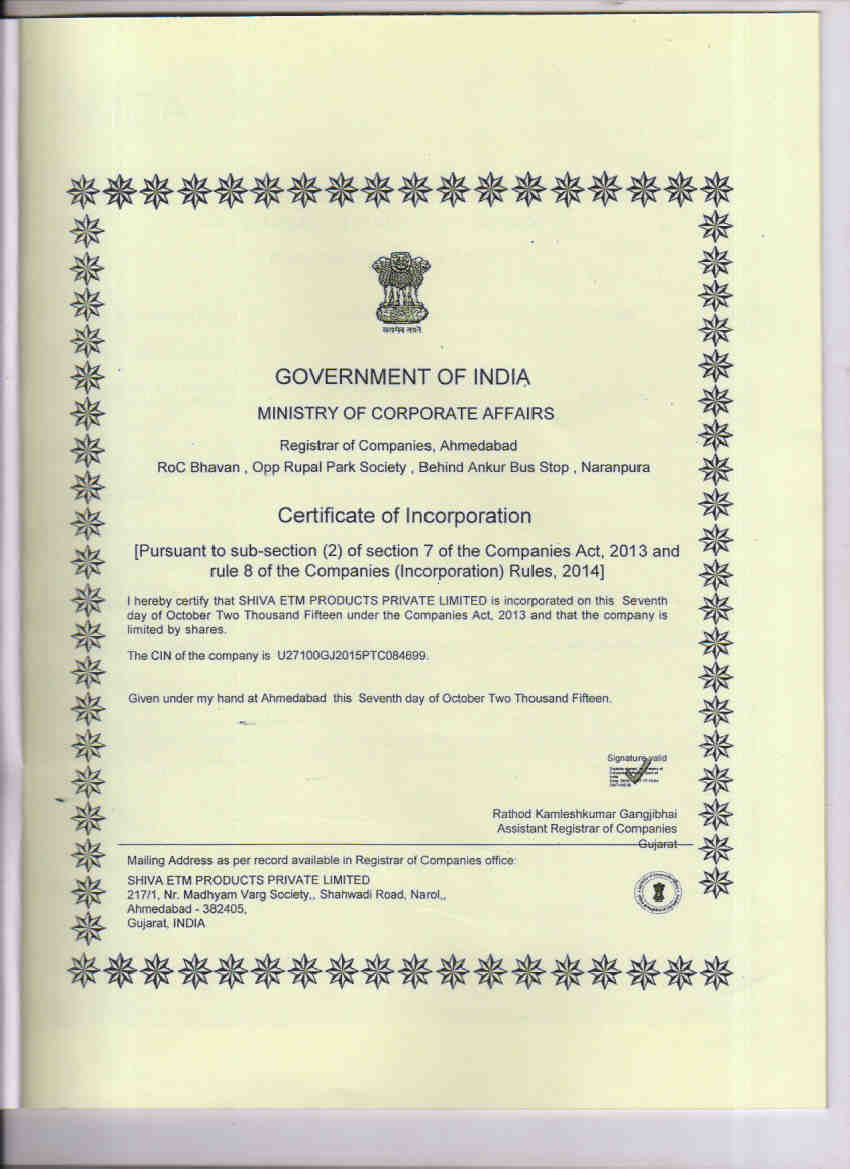 सत्यमेव जयते
GOVERNMENT OF INDIA
MINISTRY OF CORPORATE AFFAIRS
Registrar of Companies, Ahmedabad
RoC Bhavan , Opp Rupal Park Society , Behind Ankur Bus Stop , Naranpura
Certificate of Incorporation
[Pursuant to sub-section (2) of section 7 of the Companies Act, 2013 and
rule 8 of the Companies (Incorporation) Rules, 2014]
I hereby certify that SHIVA ETM PRODUCTS PRIVATE LIMITED is incorporated on this Seventh
day of October Two Thousand Fifteen under the Companies Act, 2013 and that the company is
limited by shares.
The CIN of the company is U27100GJ2015PTC084699.
Given under my hand at Ahmedabad this Seventh day of October Two Thousand Fifteen.
Signature valid
Rathod Kamleshkumar Gangjibhai
Assistant Registrar of Companies
Gujarat
Mailing Address as per record available in Registrar of Companies office:
SHIVA ETM PRODUCTS PRIVATE LIMITED
217/1, Nr. Madhyam Varg Society,, Shahwadi Road, Narol,,
Ahmedabad - 382405,
Gujarat, INDIA